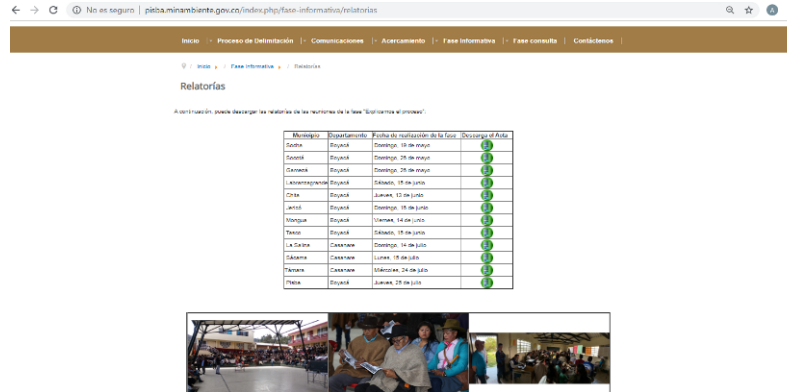 No es seguro | pisba.minambiente.gov.co/index.php/fase-informativa/relatorias
Inicio | Proceso de Delimitación | Comunicaciones | Acercamiento | Fase Informativa | Fase consulta | Contáctenos |
/ Inicio / Fase Informativa / Relatorías
Relatorías
A continuación, puede descargar las relatorías de las reuniones de la fase "Explicamos el proceso".
Municipio Departamento Fecha de realización de la fase Descarga el Acta
Socha Boyacá Domingo, 19 de mayo
Socotá Boyacá Domingo, 26 de mayo
Gameza Boyacá Domingo, 26 de mayo
Labranzagrande Boyacá Sábado, 15 de junio
Chita Boyacá Jueves, 13 de junio
Jericó Boyacá Domingo, 16 de junio
Mongua Boyacá Viernes, 14 de junio
Tasco Boyacá Sábado, 15 de junio
La Salina Casanare Domingo, 14 de julio
Sácama Casanare Lunes, 15 de julio
Támara Casanare Miércoles, 24 de julio
Pisba Boyacá Jueves, 25 de julio